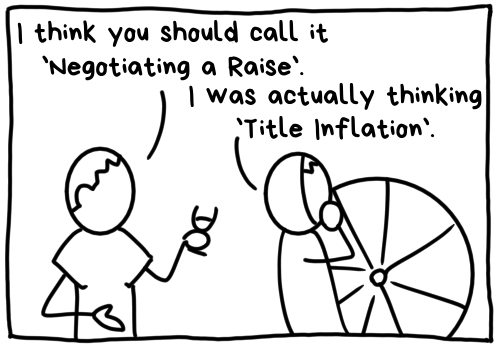 I think you should call it
'Negotiating a Raise'.
I was actually thinking
'Title Inflation'.